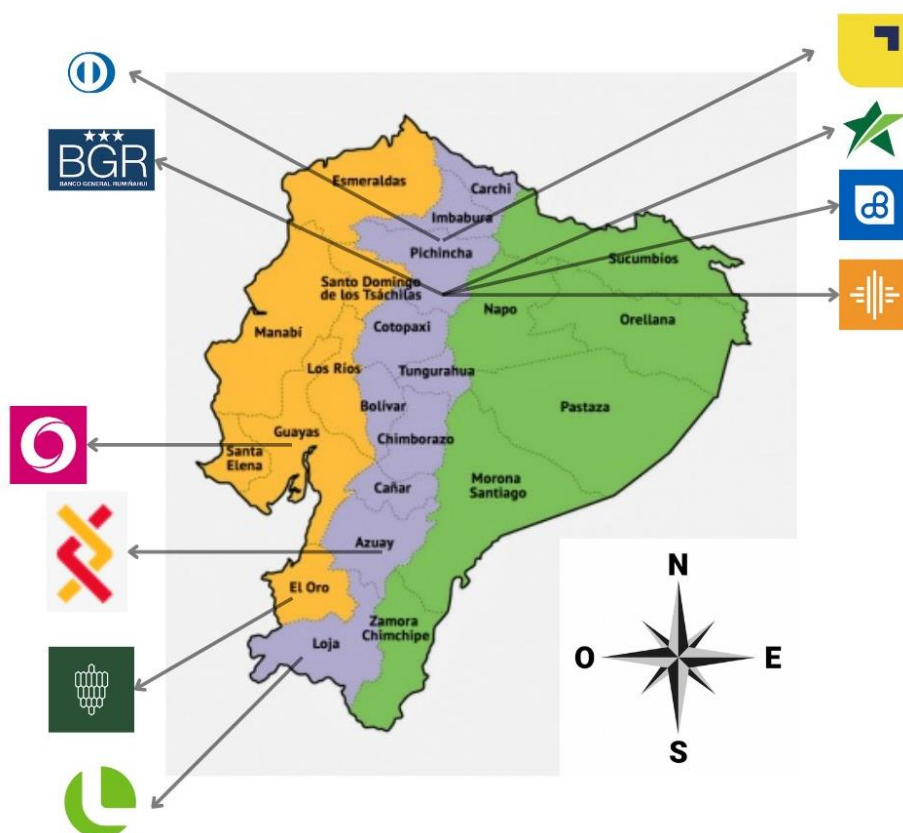 BGR
BANCO GENERAL RUMIÑAHUI
Esmeraldas
Carchi
Imbabura
Pichincha
Sucumbios
Santo Domingo
de los Tsáchilas
Napo
Orellana
Cotopaxi
Manabí
Los Ríos
Tungurahua
Bolívar
Pastaza
Guayas
Chimborazo
Santa
Elena
Cañar
Morona
Santiago
Azuay
El Oro
Zamora
Chimchipe
Loja
N
O
E
S